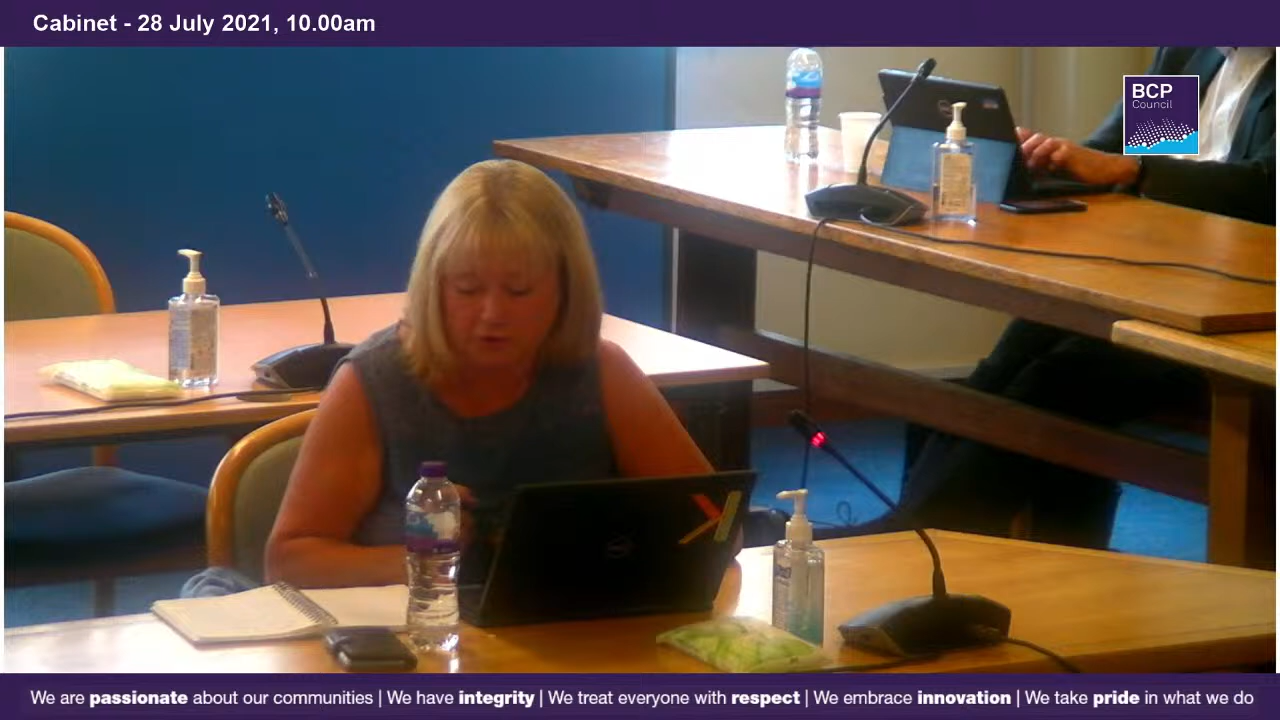 Cabinet - 28 July 2021, 10.00am
BCP
Council
We are passionate about our communities | We have integrity | We treat everyone with respect | We embrace innovation | We take pride in what we do